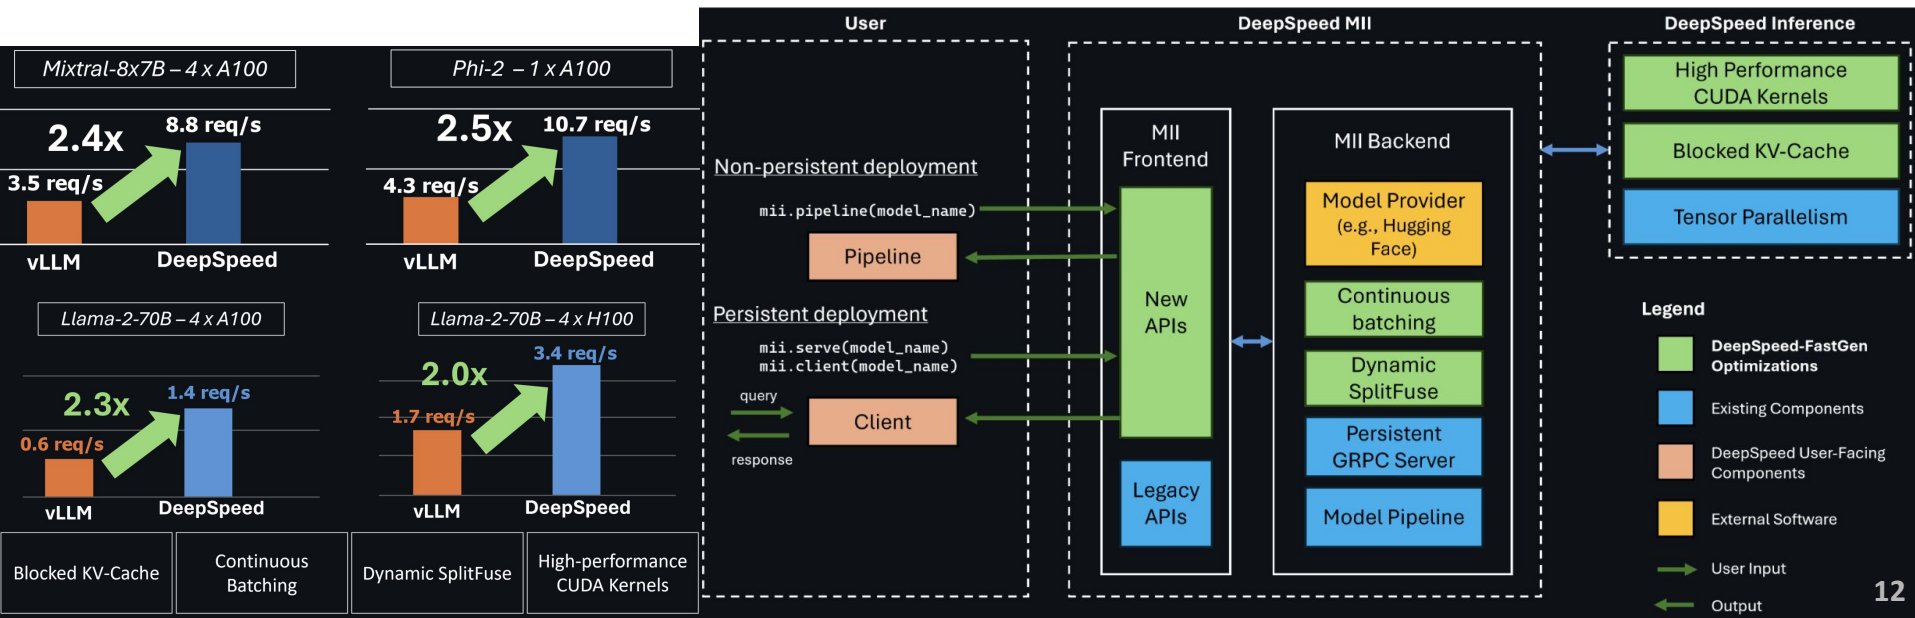 Mixtral-8x7B – 4 x A100
2.4x
8.8 req/s
3.5 req/s
vLLM
DeepSpeed
Phi-2 – 1 x A100
2.5x
10.7 req/s
4.3 req/s
vLLM
DeepSpeed
Llama-2-70B – 4 x A100
2.3x
1.4 req/s
0.6 req/s
vLLM
DeepSpeed
Llama-2-70B – 4 x H100
2.0x
3.4 req/s
1.7 req/s
vLLM
DeepSpeed
Blocked KV-Cache
Continuous
Batching
Dynamic SplitFuse
High-performance
CUDA Kernels
User
Non-persistent deployment
mii.pipeline(model_name)
Pipeline
Persistent deployment
mii.serve(model_name)
mii.client(model_name)
query
Client
response
DeepSpeed MII
MII
Frontend
New
APIs
Legacy
APIs
MII Backend
Model Provider
(e.g., Hugging
Face)
Continuous
batching
Dynamic
SplitFuse
Persistent
GRPC Server
Model Pipeline
DeepSpeed Inference
High Performance
CUDA Kernels
Blocked KV-Cache
Tensor Parallelism
Legend
DeepSpeed-FastGen
Optimizations
Existing Components
DeepSpeed User-Facing
Components
External Software
User Input
Output
12